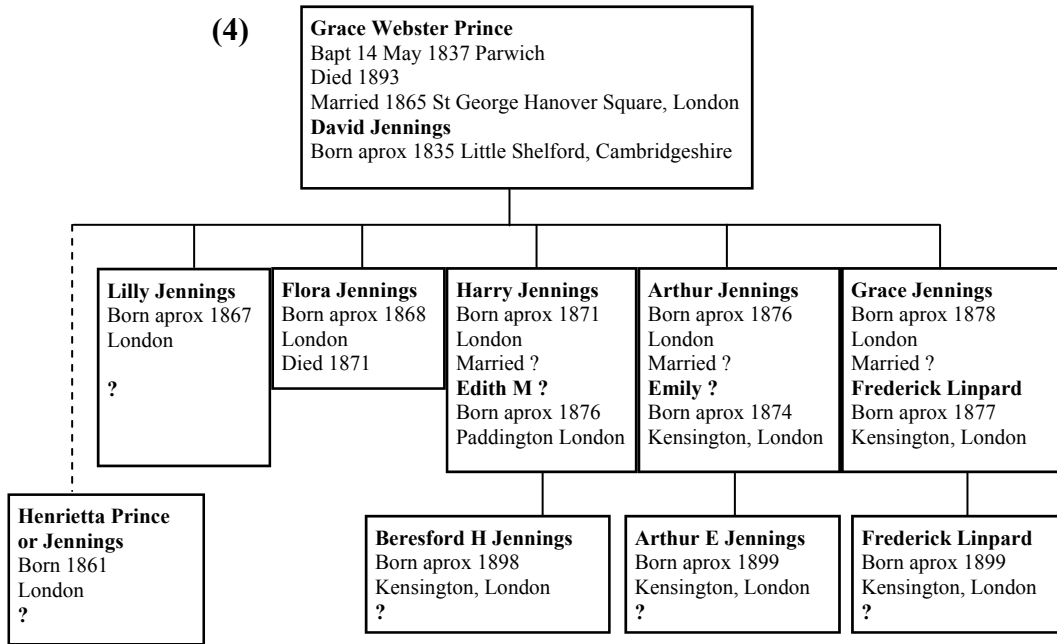 (4)
Grace Webster Prince
Bapt 14 May 1837 Parwich
Died 1893
Married 1865 St George Hanover Square, London
David Jennings
Born aprox 1835 Little Shelford, Cambridgeshire
Lilly Jennings
Born aprox 1867
London
?
Flora Jennings
Born aprox 1868
London
Died 1871
Harry Jennings
Born aprox 1871
London
Married ?
Edith M ?
Born aprox 1876
Paddington London
Arthur Jennings
Born aprox 1876
London
Married ?
Emily ?
Born aprox 1874
Kensington, London
Grace Jennings
Born aprox 1878
London
Married ?
Frederick Linpard
Born aprox 1877
Kensington, London
Henrietta Prince
or Jennings
Born 1861
London
?
Beresford H Jennings
Born aprox 1898
Kensington, London
?
Arthur E Jennings
Born aprox 1899
Kensington, London
?
Frederick Linpard
Born aprox 1899
Kensington, London
?